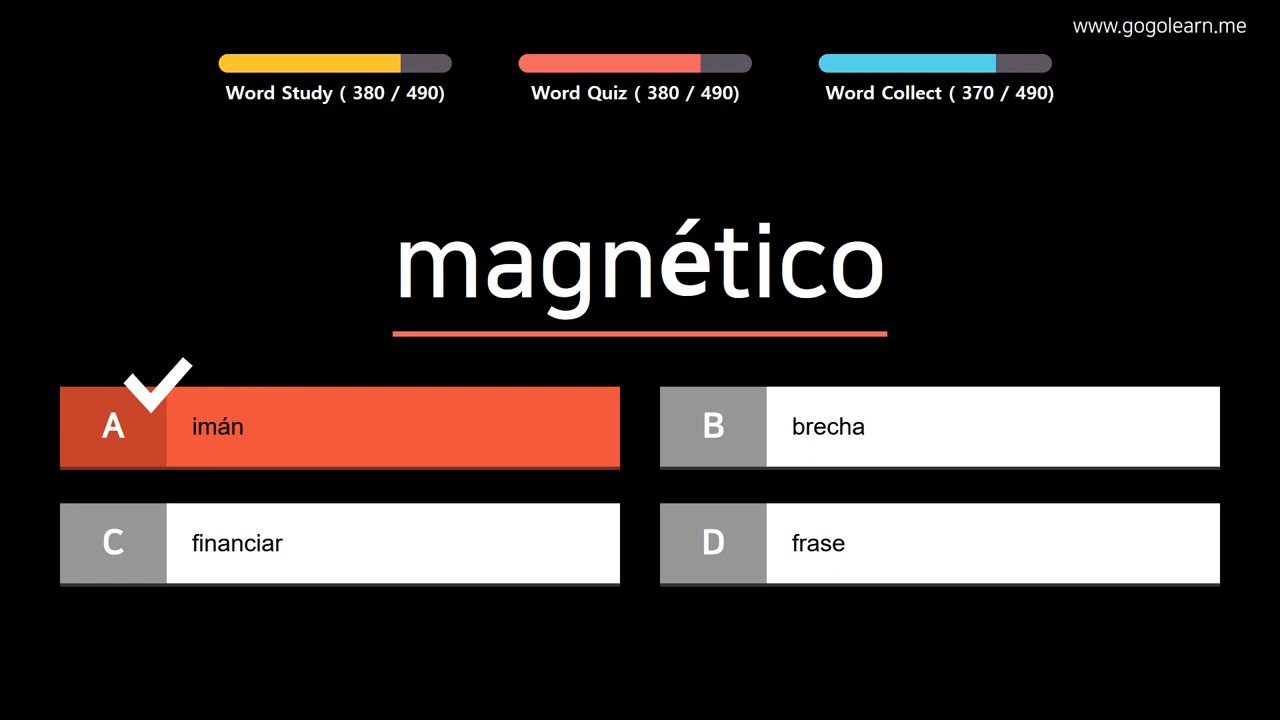 www.gogolearn.me
Word Study ( 380 / 490)
Word Quiz ( 380 / 490)
Word Collect ( 370 / 490)
magnético
A imán
B brecha
C financiar
D frase